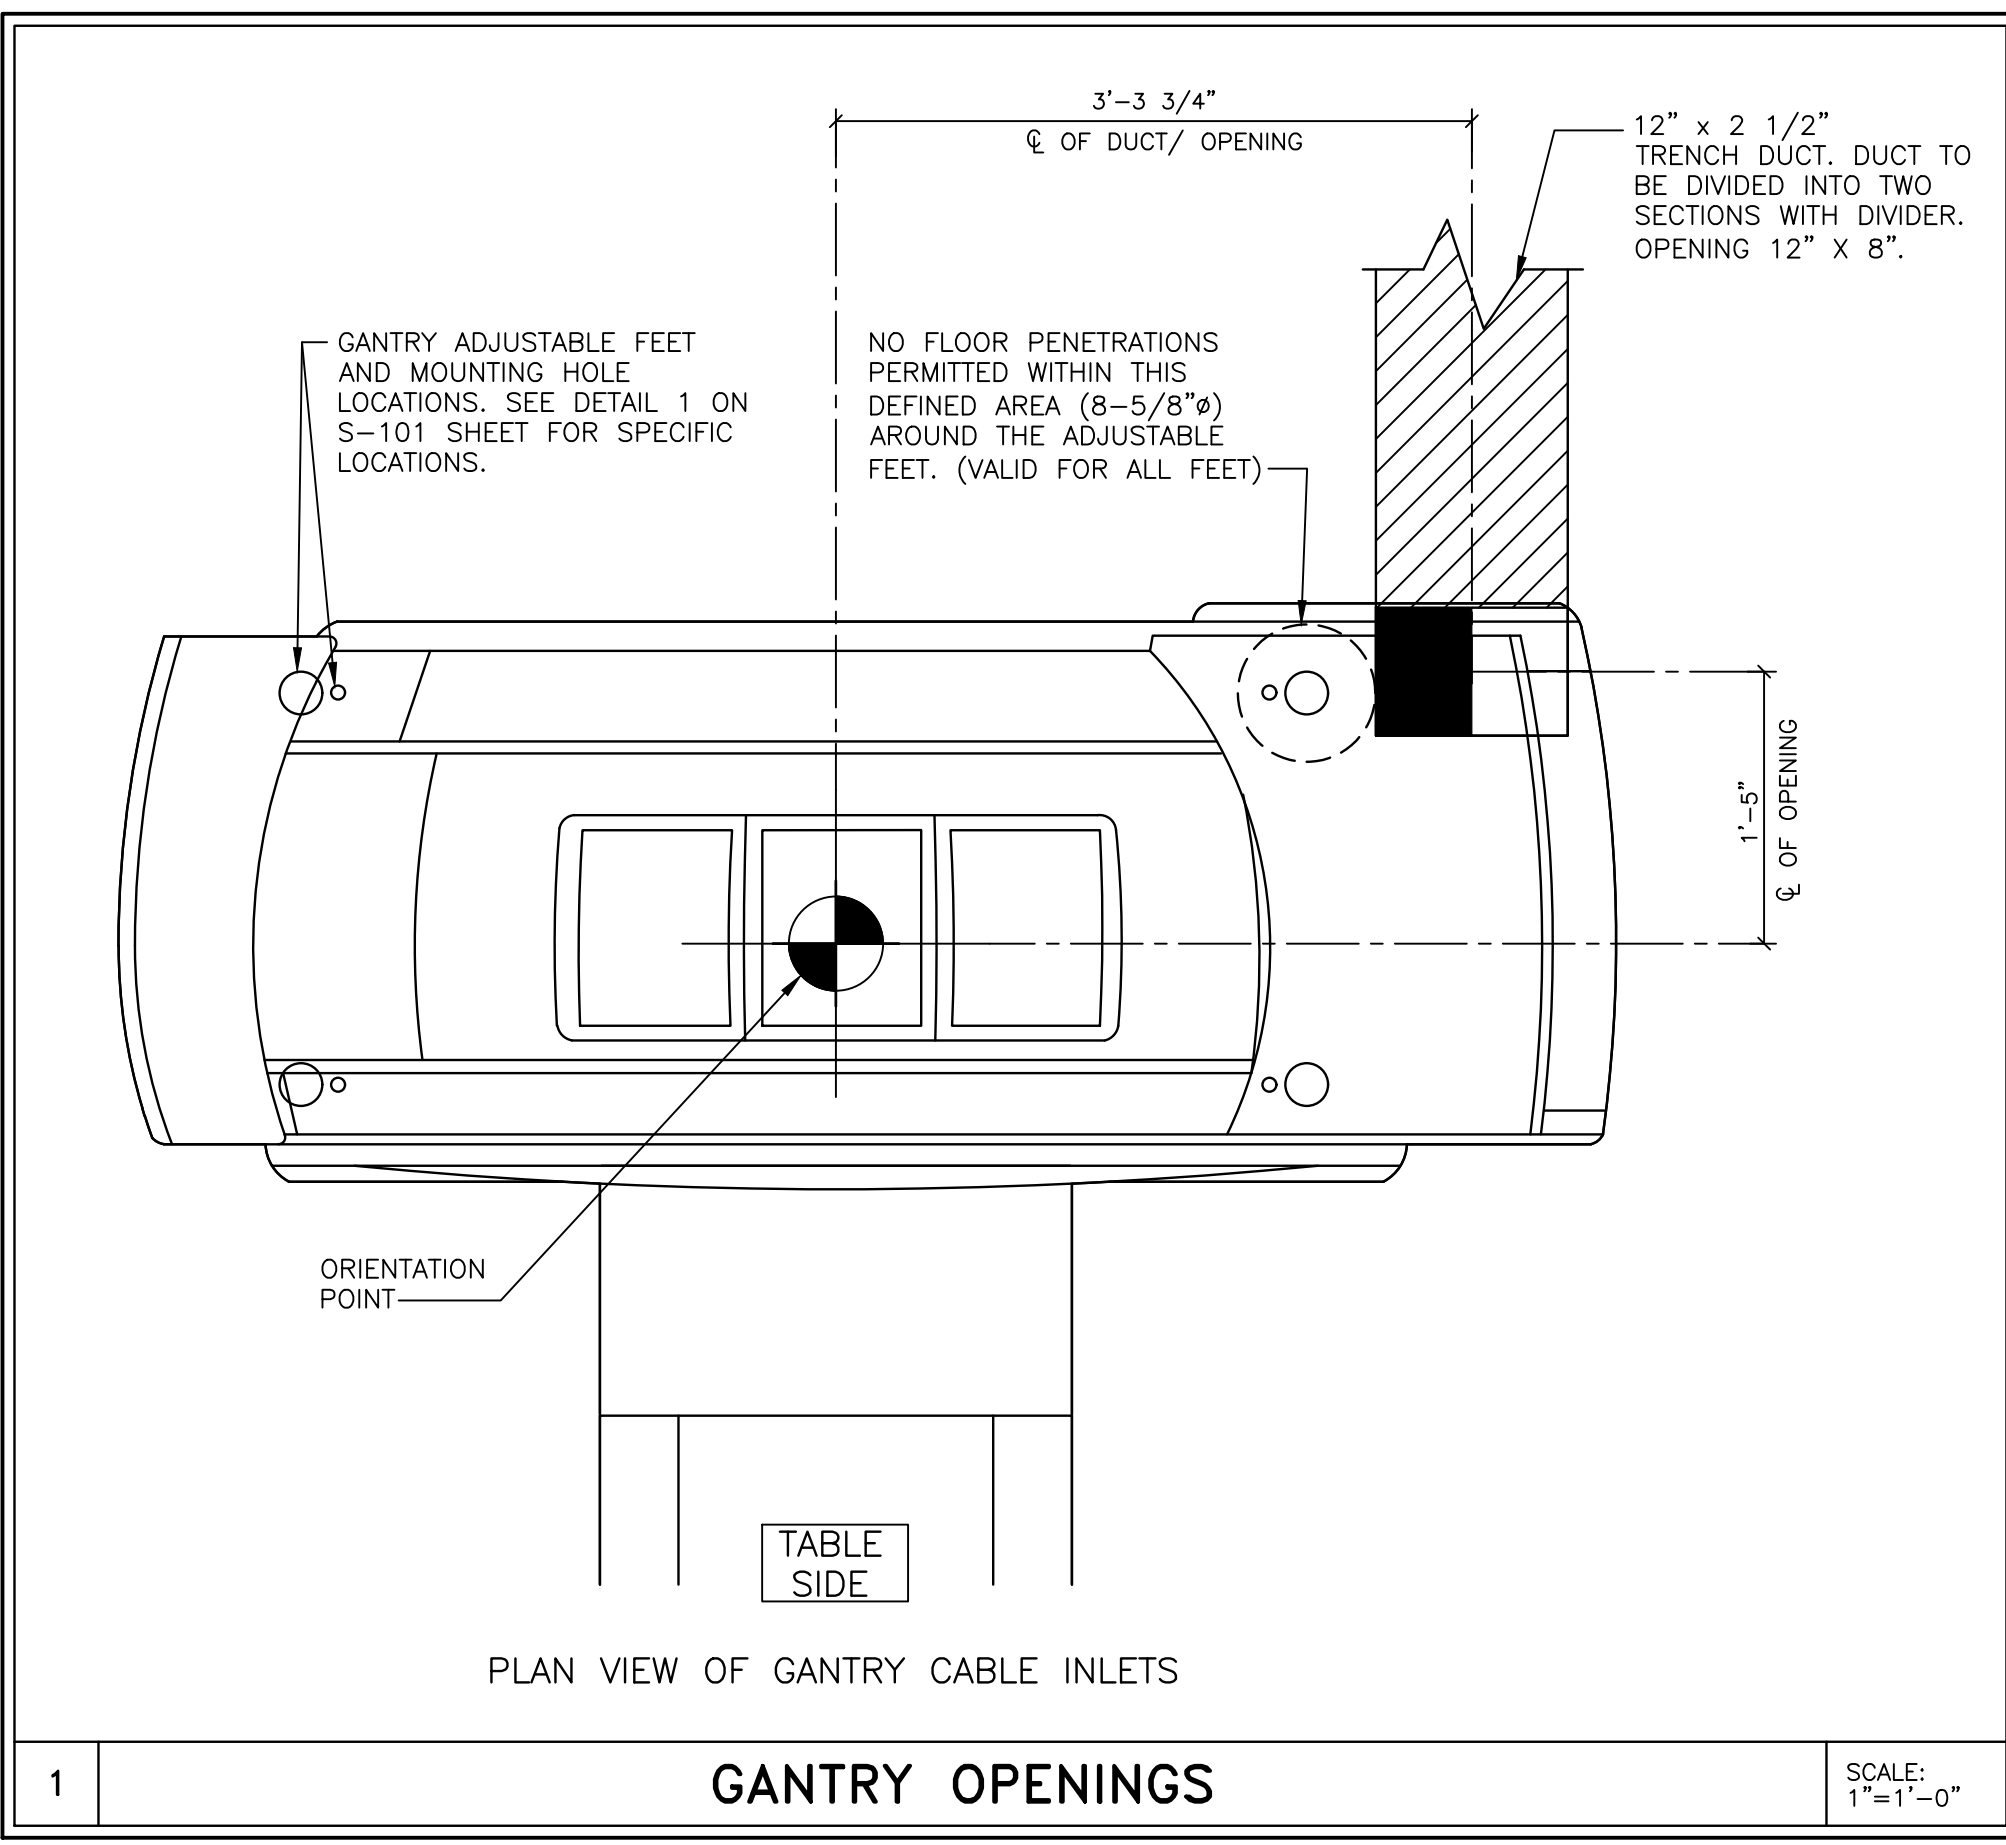 3'-3 3/4"
℄ OF DUCT/ OPENING
12" x 2 1/2"
TRENCH DUCT. DUCT TO
BE DIVIDED INTO TWO
SECTIONS WITH DIVIDER.
OPENING 12" X 8".
GANTRY ADJUSTABLE FEET
AND MOUNTING HOLE
LOCATIONS. SEE DETAIL 1 ON
S-101 SHEET FOR SPECIFIC
LOCATIONS.
NO FLOOR PENETRATIONS
PERMITTED WITHIN THIS
DEFINED AREA (8-5/8"ø)
AROUND THE ADJUSTABLE
FEET. (VALID FOR ALL FEET)
1'-5"
℄ OF OPENING
ORIENTATION
POINT
TABLE
SIDE
PLAN VIEW OF GANTRY CABLE INLETS
1
GANTRY OPENINGS
SCALE:
1"=1'-0"